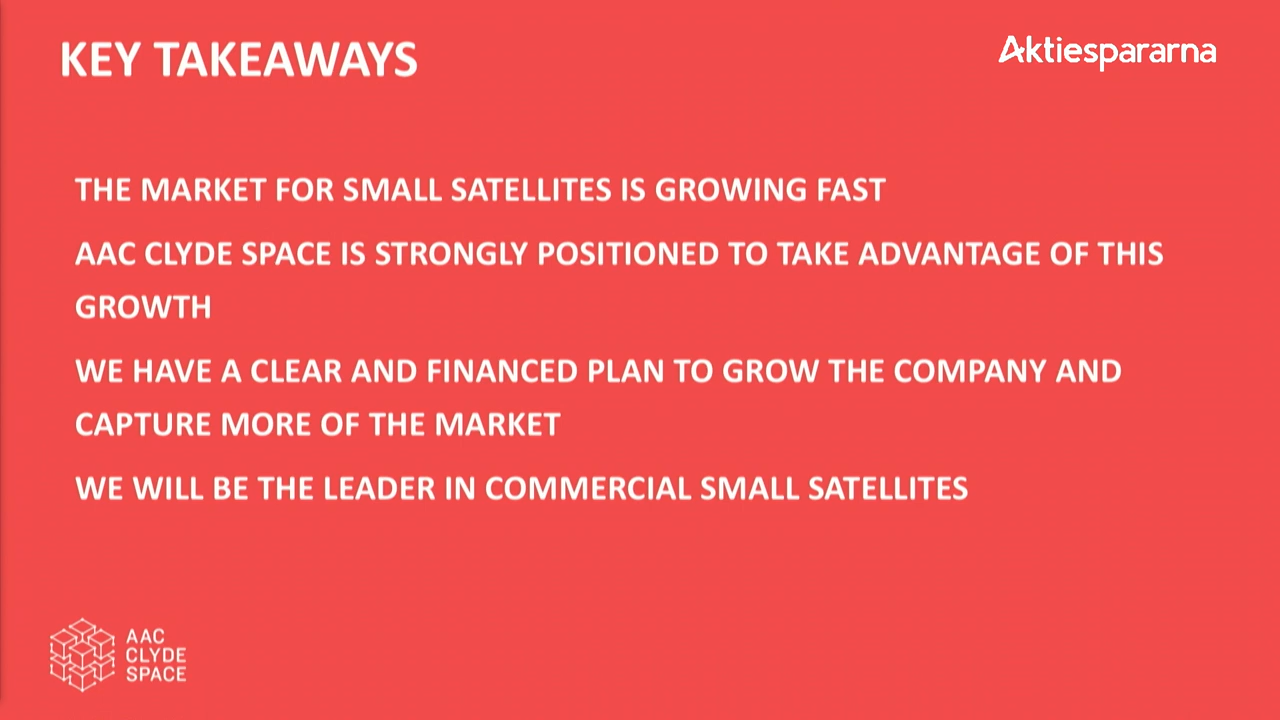 KEY TAKEAWAYS
Aktiespararna
THE MARKET FOR SMALL SATELLITES IS GROWING FAST
AAC CLYDE SPACE IS STRONGLY POSITIONED TO TAKE ADVANTAGE OF THIS
GROWTH
WE HAVE A CLEAR AND FINANCED PLAN TO GROW THE COMPANY AND
CAPTURE MORE OF THE MARKET
WE WILL BE THE LEADER IN COMMERCIAL SMALL SATELLITES
AAC
CLYDE
SPACE